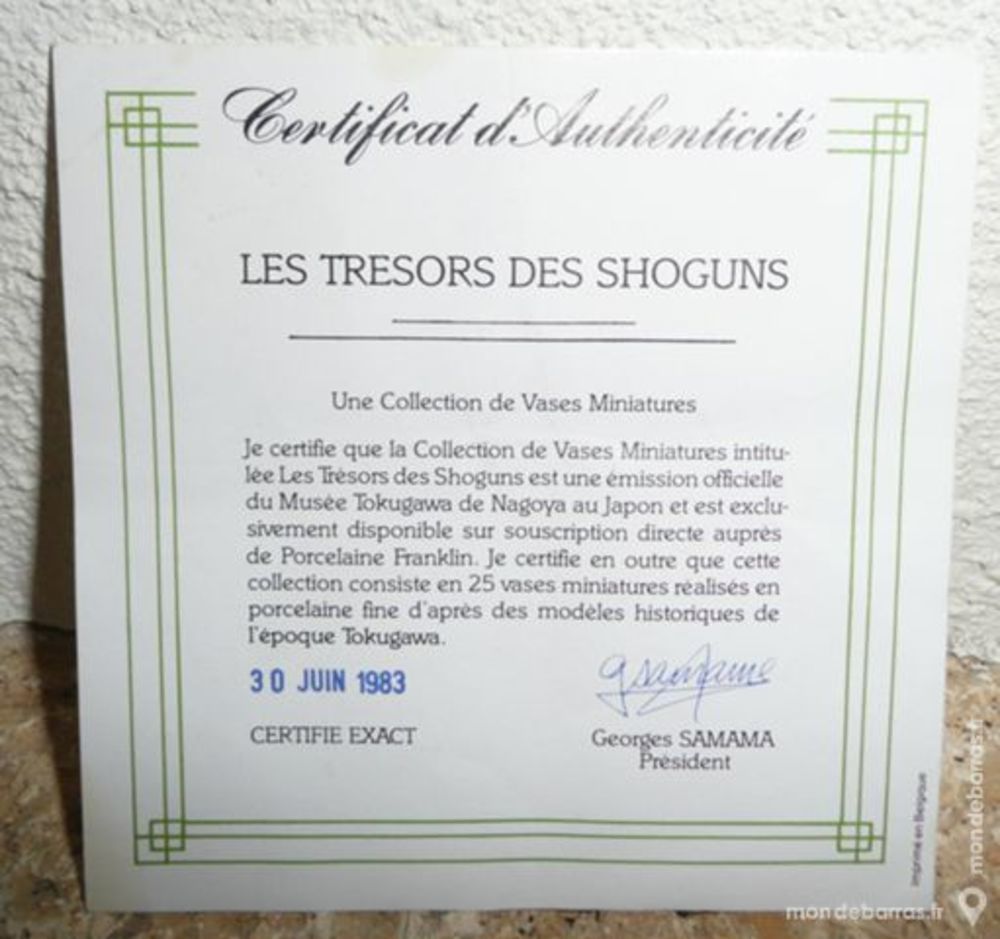 Certificat d'Authenticité
LES TRESORS DES SHOGUNS
Une Collection de Vases Miniatures
Je certifie que la Collection de Vases Miniatures intitu-
lée Les Trésors des Shoguns est une émission officielle
du Musée Tokugawa de Nagoya au Japon et est exclu-
sivement disponible sur souscription directe auprès
de Porcelaine Franklin. Je certifie en outre que cette
collection consiste en 25 vases miniatures réalisés en
porcelaine fine d'après des modèles historiques de
l'époque Tokugawa.
30 JUIN 1983
CERTIFIE EXACT
gsamama
Georges SAMAMA
Président
Imprimé en Belgique
mondebarras.fr
mondebarras.fr